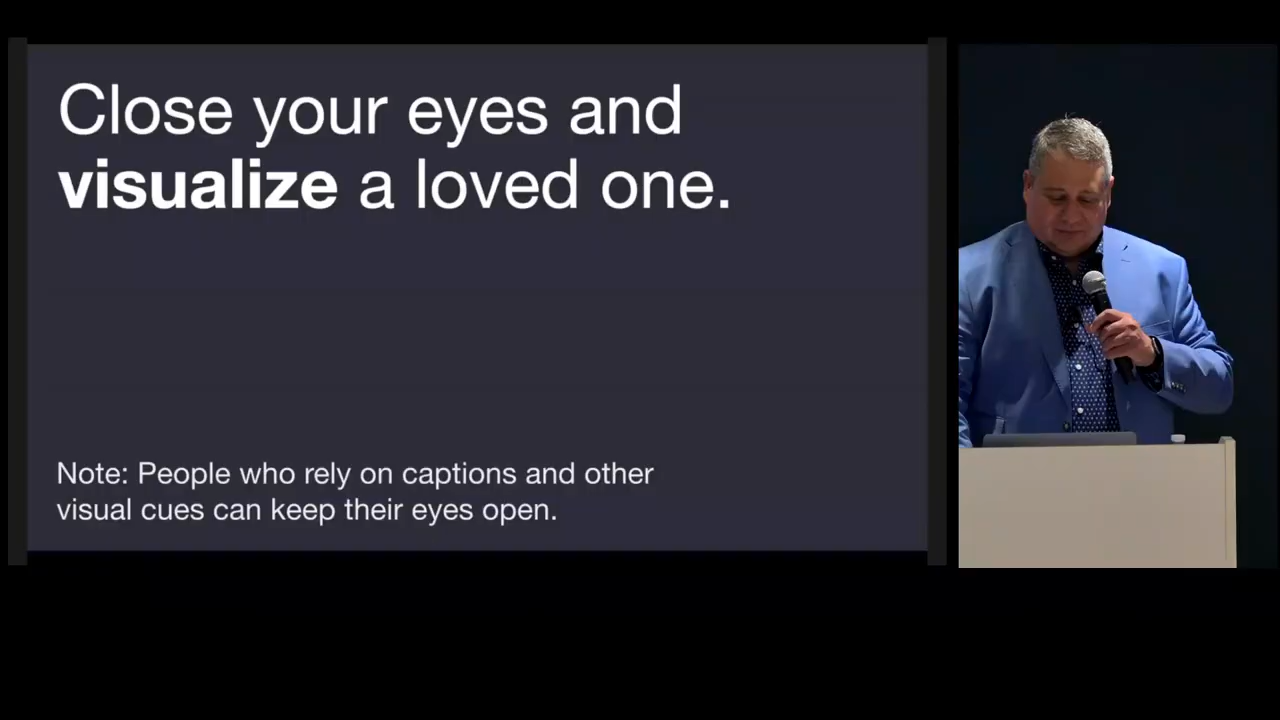 Close your eyes and
visualize a loved one.
Note: People who rely on captions and other
visual cues can keep their eyes open.